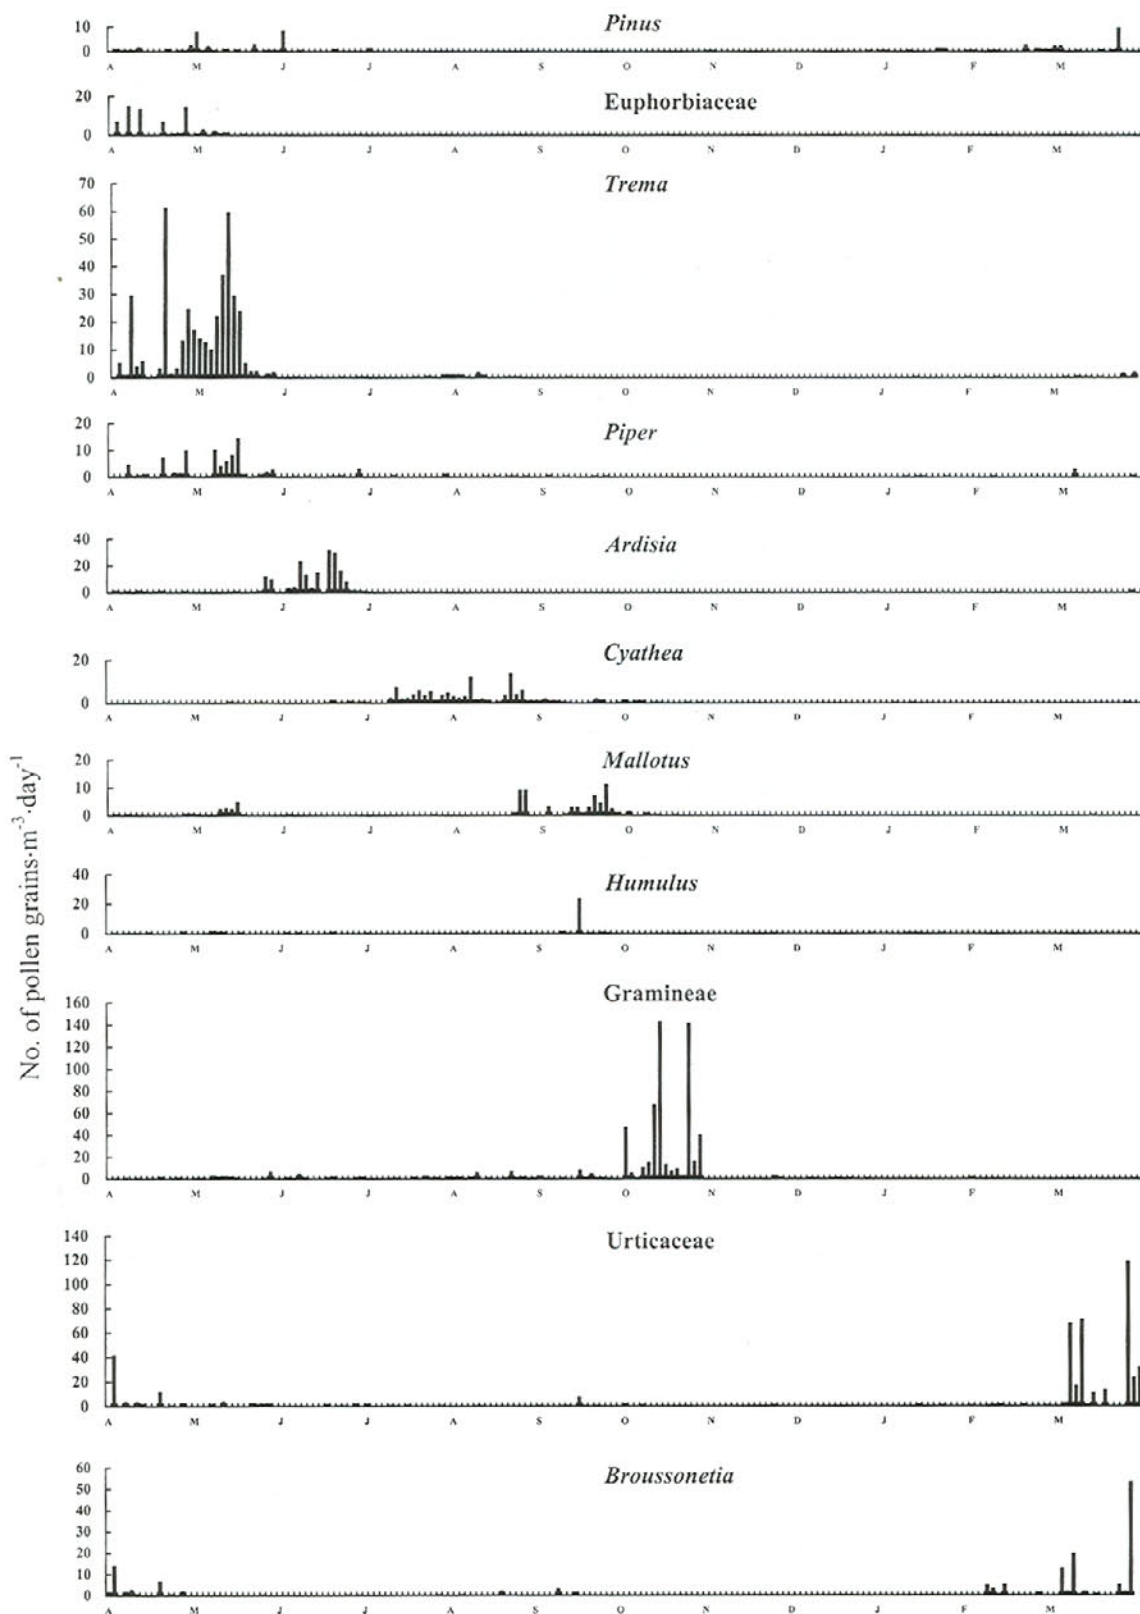 No. of pollen grains·m⁻³·day⁻¹
Pinus
10
0
A M J J A S O N D J F M
Euphorbiaceae
20
0
A M J J A S O N D J F M
Trema
70
60
50
40
30
20
10
0
A M J J A S O N D J F M
Piper
20
10
0
A M J J A S O N D J F M
Ardisia
40
20
0
A M J J A S O N D J F M
Cyathea
20
0
A M J J A S O N D J F M
Mallotus
20
10
0
A M J J A S O N D J F M
Humulus
40
20
0
A M J J A S O N D J F M
Gramineae
160
140
120
100
80
60
40
20
0
A M J J A S O N D J F M
Urticaceae
140
120
100
80
60
40
20
0
A M J J A S O N D J F M
Broussonetia
60
50
40
30
20
10
0
A M J J A S O N D J F M